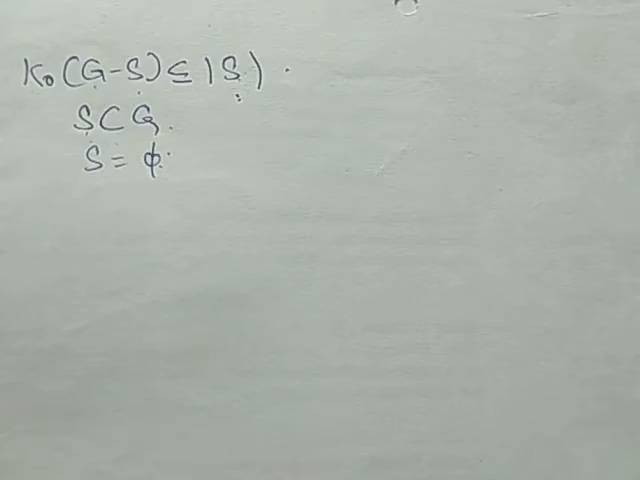 K₀(G-S) ≤ |S|.
S ⊂ G.
S = φ.